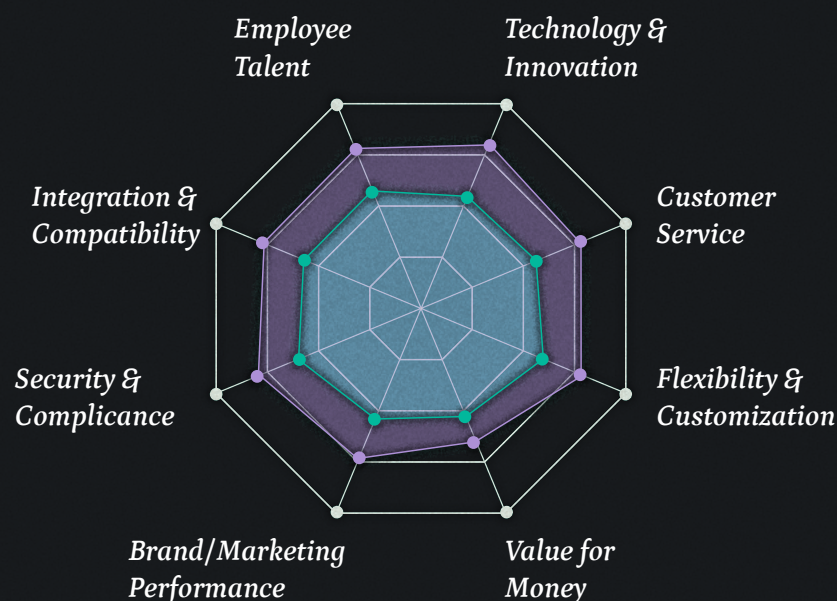 Employee
Talent
Technology &
Innovation
Integration &
Compatibility
Customer
Service
Security &
Complicance
Flexibility &
Customization
Brand/Marketing
Performance
Value for
Money